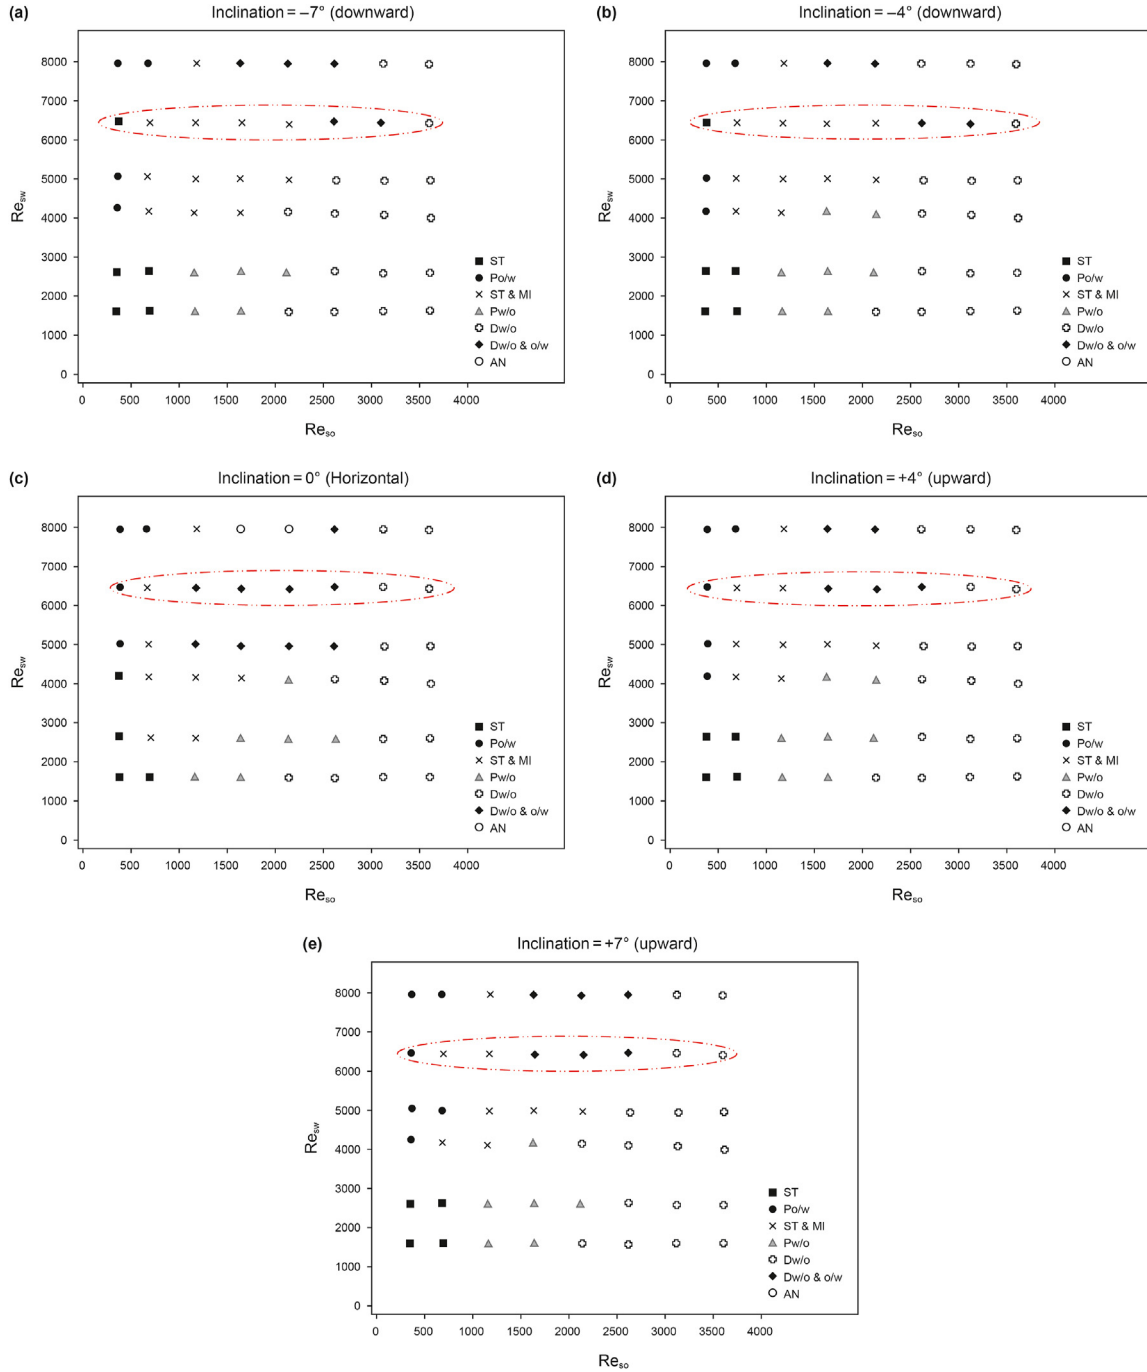 (a)
Inclination = –7° (downward)
8000
7000
6000
5000
4000
3000
2000
1000
0
Re_sw
ST
Po/w
ST & MI
Pw/o
Dw/o
Dw/o & o/w
AN
0 500 1000 1500 2000 2500 3000 3500 4000
Re_so
(b)
Inclination = –4° (downward)
8000
7000
6000
5000
4000
3000
2000
1000
0
Re_sw
ST
Po/w
ST & MI
Pw/o
Dw/o
Dw/o & o/w
AN
0 500 1000 1500 2000 2500 3000 3500 4000
Re_so
(c)
Inclination = 0° (Horizontal)
8000
7000
6000
5000
4000
3000
2000
1000
0
Re_sw
ST
Po/w
ST & MI
Pw/o
Dw/o
Dw/o & o/w
AN
0 500 1000 1500 2000 2500 3000 3500 4000
Re_so
(d)
Inclination = +4° (upward)
8000
7000
6000
5000
4000
3000
2000
1000
0
Re_sw
ST
Po/w
ST & MI
Pw/o
Dw/o
Dw/o & o/w
AN
0 500 1000 1500 2000 2500 3000 3500 4000
Re_so
(e)
Inclination = +7° (upward)
8000
7000
6000
5000
4000
3000
2000
1000
0
Re_sw
ST
Po/w
ST & MI
Pw/o
Dw/o
Dw/o & o/w
AN
0 500 1000 1500 2000 2500 3000 3500 4000
Re_so